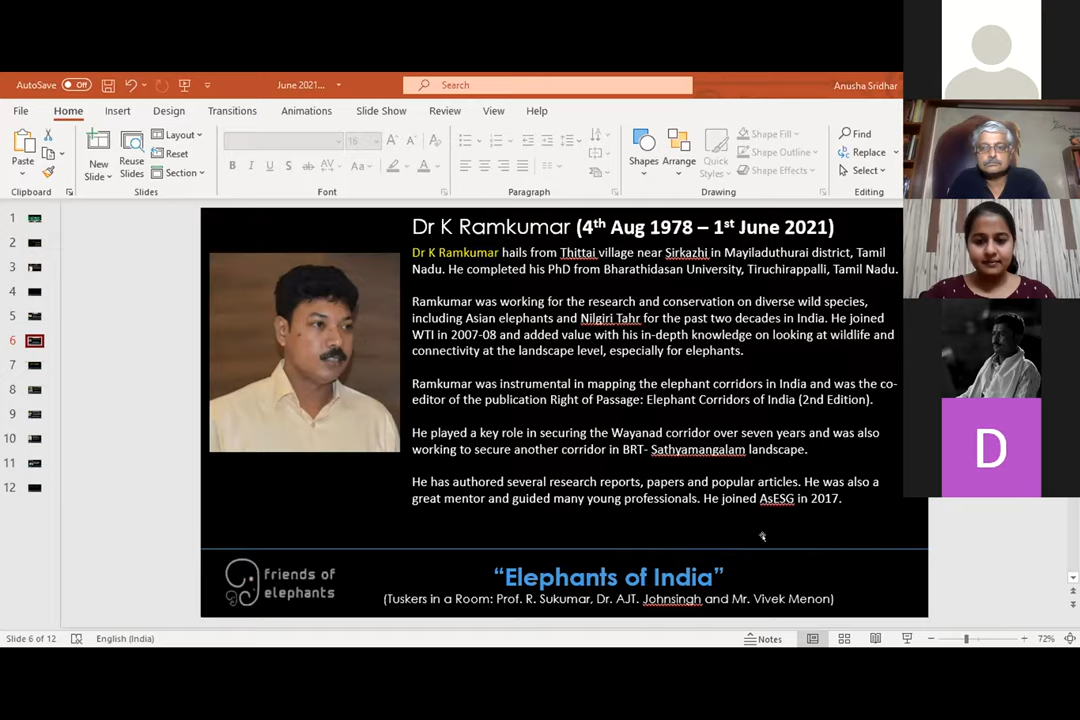 AutoSave Off
June 2021...
Search
Anusha Sridhar
File Home Insert Design Transitions Animations Slide Show Review View Help
Paste
New Slide
Reuse Slides
Layout
Reset
Section
16
Shapes
Arrange
Quick Styles
Shape Fill
Shape Outline
Shape Effects
Find
Replace
Select
Clipboard Slides Font Paragraph Drawing Editing
1
2
3
4
5
6
7
8
9
10
11
12
Dr K Ramkumar (4th Aug 1978 – 1st June 2021)
Dr K Ramkumar hails from Thittai village near Sirkazhi in Mayiladuthurai district, Tamil
Nadu. He completed his PhD from Bharathidasan University, Tiruchirappalli, Tamil Nadu.
Ramkumar was working for the research and conservation on diverse wild species,
including Asian elephants and Nilgiri Tahr for the past two decades in India. He joined
WTI in 2007-08 and added value with his in-depth knowledge on looking at wildlife and
connectivity at the landscape level, especially for elephants.
Ramkumar was instrumental in mapping the elephant corridors in India and was the co-
editor of the publication Right of Passage: Elephant Corridors of India (2nd Edition).
He played a key role in securing the Wayanad corridor over seven years and was also
working to secure another corridor in BRT- Sathyamangalam landscape.
He has authored several research reports, papers and popular articles. He was also a
great mentor and guided many young professionals. He joined AsESG in 2017.
friends of
elephants
“Elephants of India”
(Tuskers in a Room: Prof. R. Sukumar, Dr. AJT. Johnsingh and Mr. Vivek Menon)
D
Slide 6 of 12
English (India)
Notes
72%